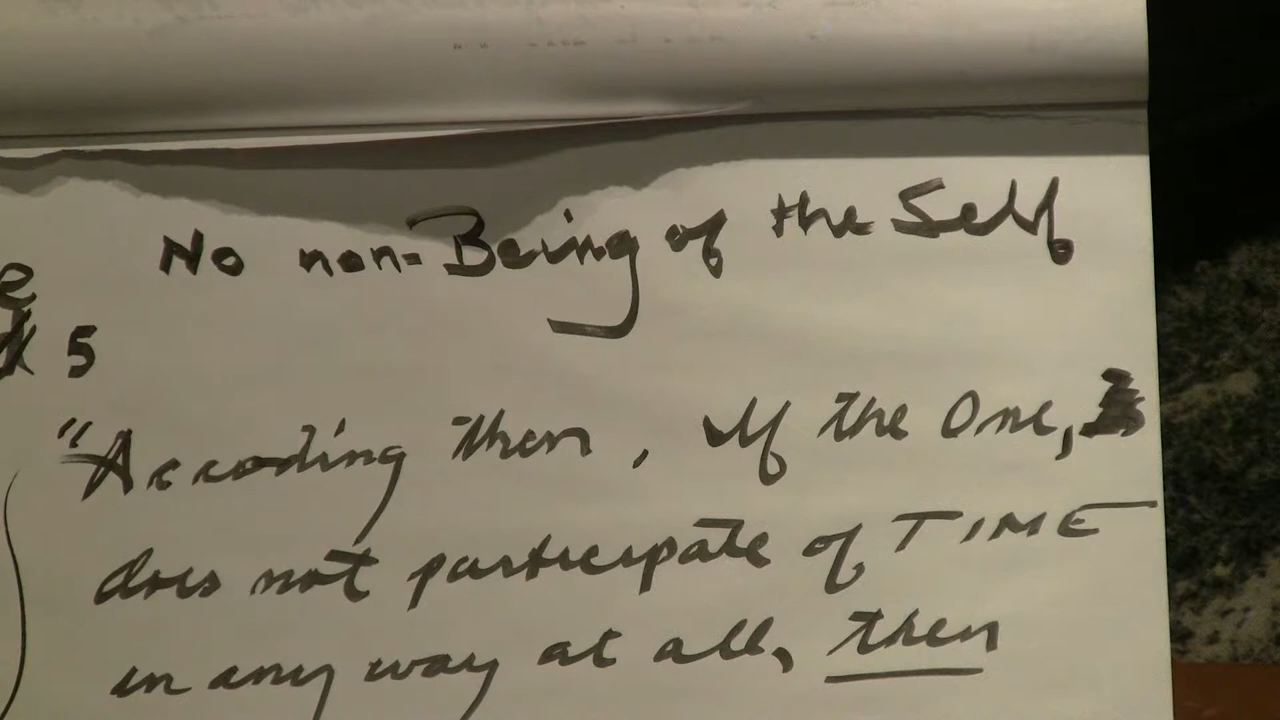 No non-Being of the Self
5
"Accoding then, If the One,
does not participate of TIME
in any way at all, then